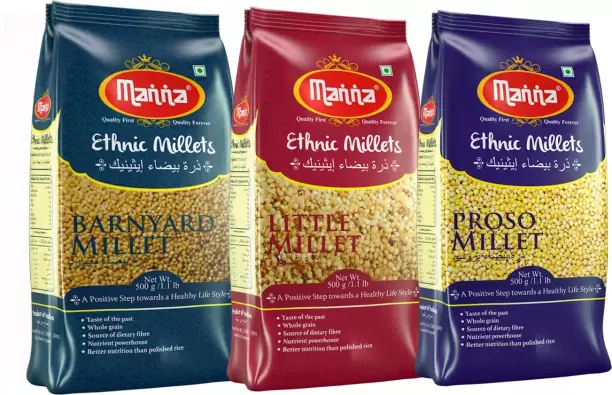 Manna
Quality First Quality Forever
Ethnic Millets
ذرة بيضاء إيثينيك
BARNYARD
MILLET
Net Wt.
500 g /1.1 lb
A Positive Step towards a Healthy Life Style
• Taste of the past
• Whole grain
• Source of dietary fibre
• Nutrient powerhouse
• Better nutrition than polished rice
Manna
Quality First Quality Forever
Ethnic Millets
ذرة بيضاء إيثينيك
LITTLE
MILLET
Net Wt.
500 g /1.1 lb
A Positive Step towards a Healthy Life Style
• Taste of the past
• Whole grain
• Source of dietary fibre
• Nutrient powerhouse
• Better nutrition than polished rice
Manna
Quality First Quality Forever
Ethnic Millets
ذرة بيضاء إيثينيك
PROSO
MILLET
Net Wt.
500 g /1.1 lb
A Positive Step towards a Healthy Life Style
• Taste of the past
• Whole grain
• Source of dietary fibre
• Nutrient powerhouse
• Better nutrition than polished rice